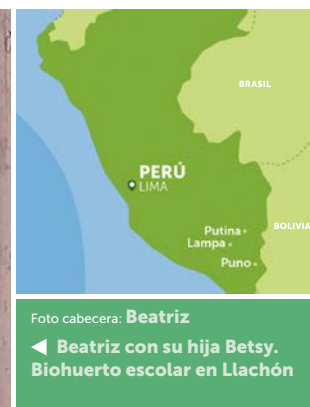 BRASIL
PERÚ
LIMA
BOLIVIA
Putina
Lampa
Puno
Foto cabecera: Beatriz
◀ Beatriz con su hija Betsy.
Biohuerto escolar en Llachón